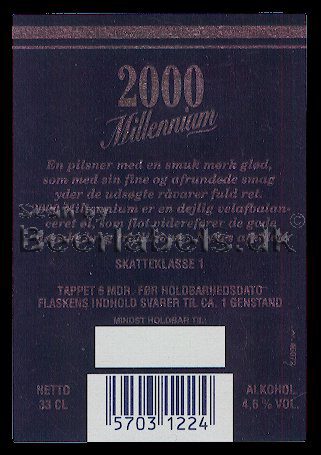 2000
Millennium
En pilsner med en smuk mørk glød,
som med sin fine og afrundede smag
yder de udsøgte råvarer fuld ret.
2000 Millennium er en dejlig velafbalan-
ceret øl, som flot viderefører de gode
Beerlabels.dk
SKATTEKLASSE 1
TAPPET 6 MDR. FØR HOLDBARHEDSDATO
FLASKENS INDHOLD SVARER TIL CA. 1 GENSTAND
MINDST HOLDBAR TIL:
NETTO
33 CL
ALKOHOL
4,6 % VOL.
5703 1224